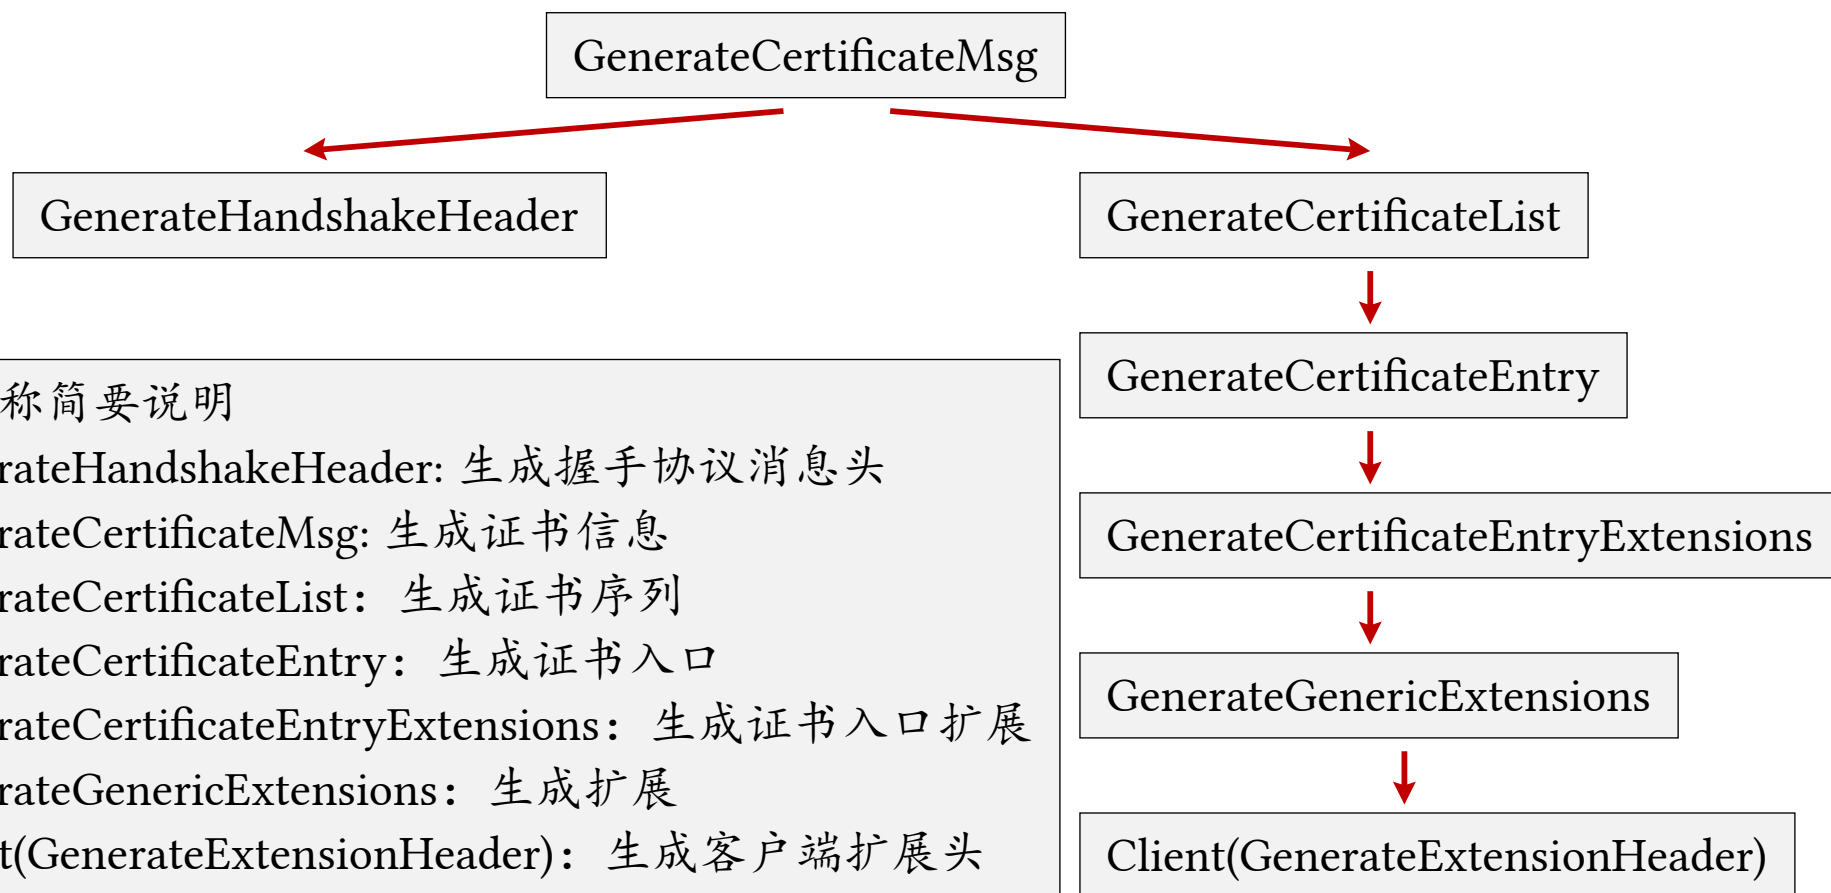 GenerateCertificateMsg
GenerateHandshakeHeader
GenerateCertificateList
GenerateCertificateEntry
GenerateCertificateEntryExtensions
GenerateGenericExtensions
Client(GenerateExtensionHeader)
称简要说明
rateHandshakeHeader: 生成握手协议消息头
rateCertificateMsg: 生成证书信息
rateCertificateList：生成证书序列
rateCertificateEntry：生成证书入口
rateCertificateEntryExtensions：生成证书入口扩展
rateGenericExtensions：生成扩展
t(GenerateExtensionHeader)：生成客户端扩展头